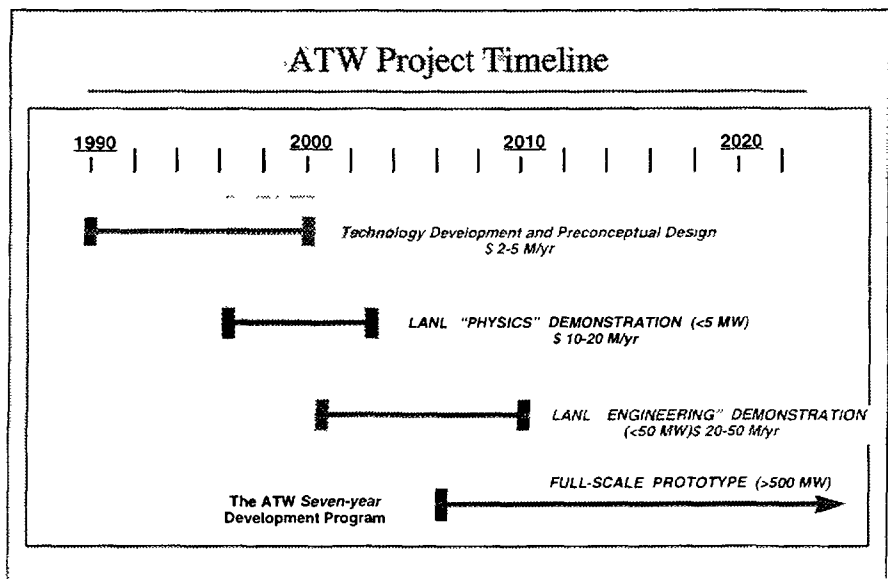 ATW Project Timeline
1990 2000 2010 2020
Technology Development and Preconceptual Design
$ 2-5 M/yr
LANL "PHYSICS" DEMONSTRATION (<5 MW)
$ 10-20 M/yr
LANL ENGINEERING" DEMONSTRATION
(<50 MW)$ 20-50 M/yr
FULL-SCALE PROTOTYPE (>500 MW)
The ATW Seven-year
Development Program